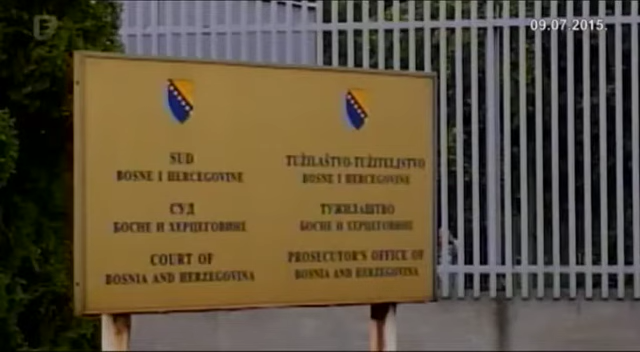 09.07.2015.
SUD
BOSNE I HERCEGOVINE
СУД
БОСНЕ И ХЕРЦЕГОВИНЕ
COURT OF
BOSNIA AND HERZEGOVINA
TUŽILAŠTVO-TUŽITELJSTVO
BOSNE I HERCEGOVINE
ТУЖИЛАШТВО
БОСНЕ И ХЕРЦЕГОВИНЕ
PROSECUTOR'S OFFICE OF
BOSNIA AND HERZEGOVINA